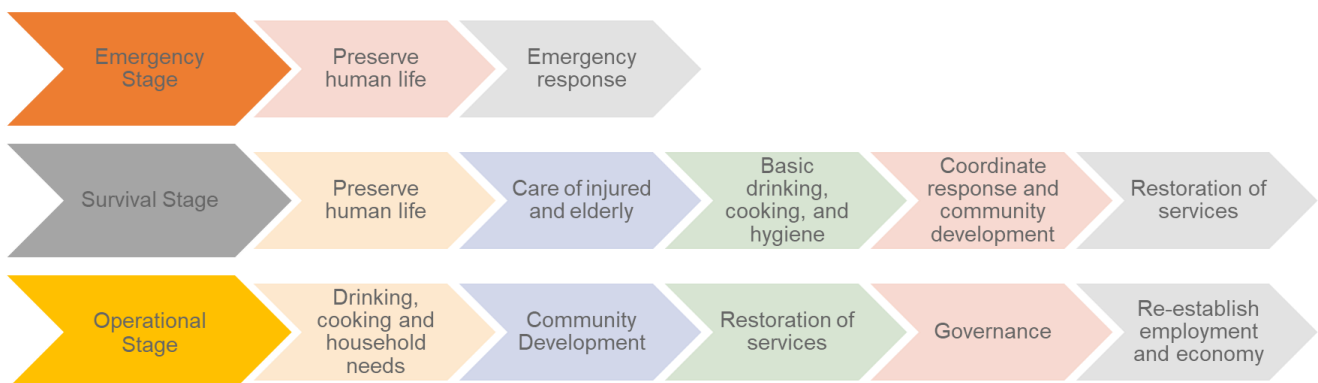 Emergency
Stage
Preserve
human life
Emergency
response
Survival Stage
Preserve
human life
Care of injured
and elderly
Basic
drinking,
cooking, and
hygiene
Coordinate
response and
community
development
Restoration of
services
Operational
Stage
Drinking,
cooking and
household
needs
Community
Development
Restoration of
services
Governance
Re-establish
employment
and economy